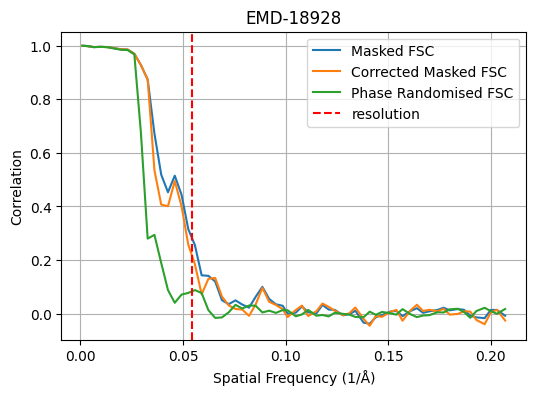 EMD-18928
Masked FSC
Corrected Masked FSC
Phase Randomised FSC
resolution
Correlation
1.0
0.8
0.6
0.4
0.2
0.0
0.00 0.05 0.10 0.15 0.20
Spatial Frequency (1/Å)